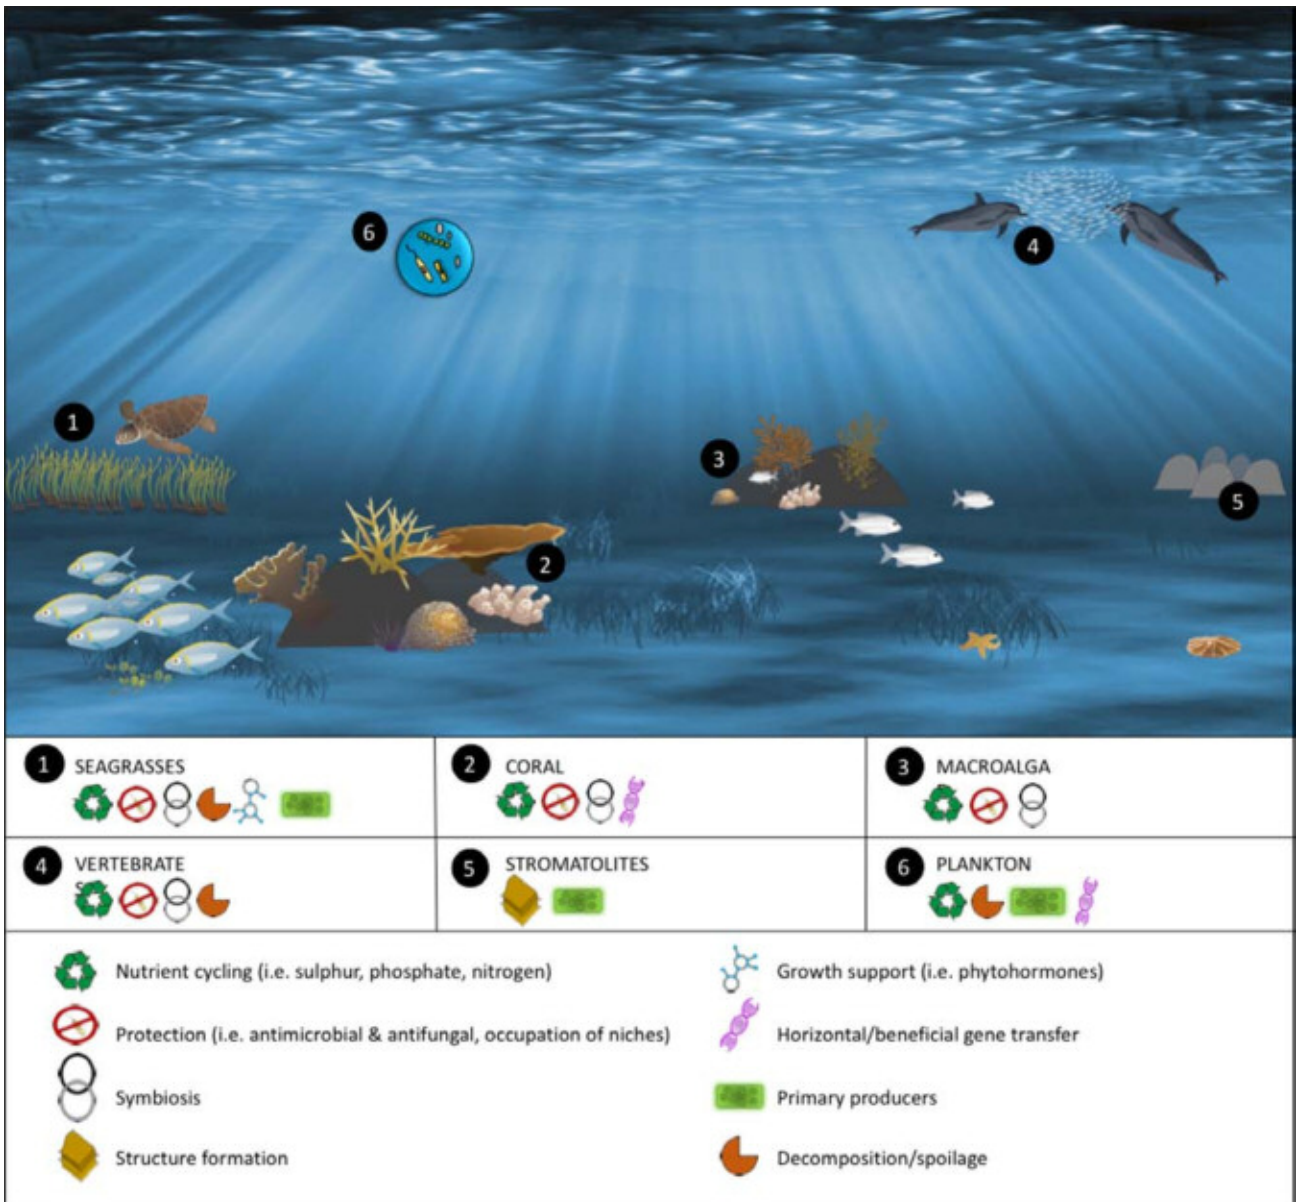 6
4
1
3
5
2
1 SEAGRASSES
2 CORAL
3 MACROALGA
4 VERTEBRATE
S
5 STROMATOLITES
6 PLANKTON
Nutrient cycling (i.e. sulphur, phosphate, nitrogen)
Growth support (i.e. phytohormones)
Protection (i.e. antimicrobial & antifungal, occupation of niches)
Horizontal/beneficial gene transfer
Symbiosis
Primary producers
Structure formation
Decomposition/spoilage